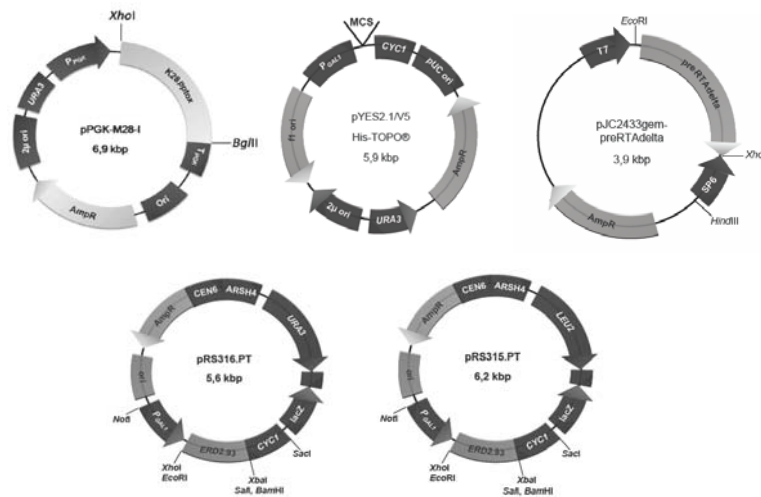 XhoI
PPGK
K28 pptox
URA3
pPGK-M28-I
6,9 kbp
2µ ori
BglII
TPGK
AmpR
Ori
MCS
PGAL1
CYC1
pUC ori
pYES2.1/V5
His-TOPO®
5,9 kbp
f1 ori
AmpR
2µ ori
URA3
EcoRI
T7
preRTAdelta
pJC2433gem-
preRTAdelta
3,9 kbp
Xho
SP6
HindIII
AmpR
CEN6
ARSH4
AmpR
URA3
pRS316.PT
5,6 kbp
ori
NotI
PGAL1
lacZ
ERD2.93
CYC1
SacI
XhoI
EcoRI
XbaI
SalI, BamHI
CEN6
ARSH4
AmpR
LEU2
pRS315.PT
6,2 kbp
ori
NotI
PGAL1
lacZ
ERD2.93
CYC1
SacI
XhoI
EcoRI
XbaI
SalI, BamHI